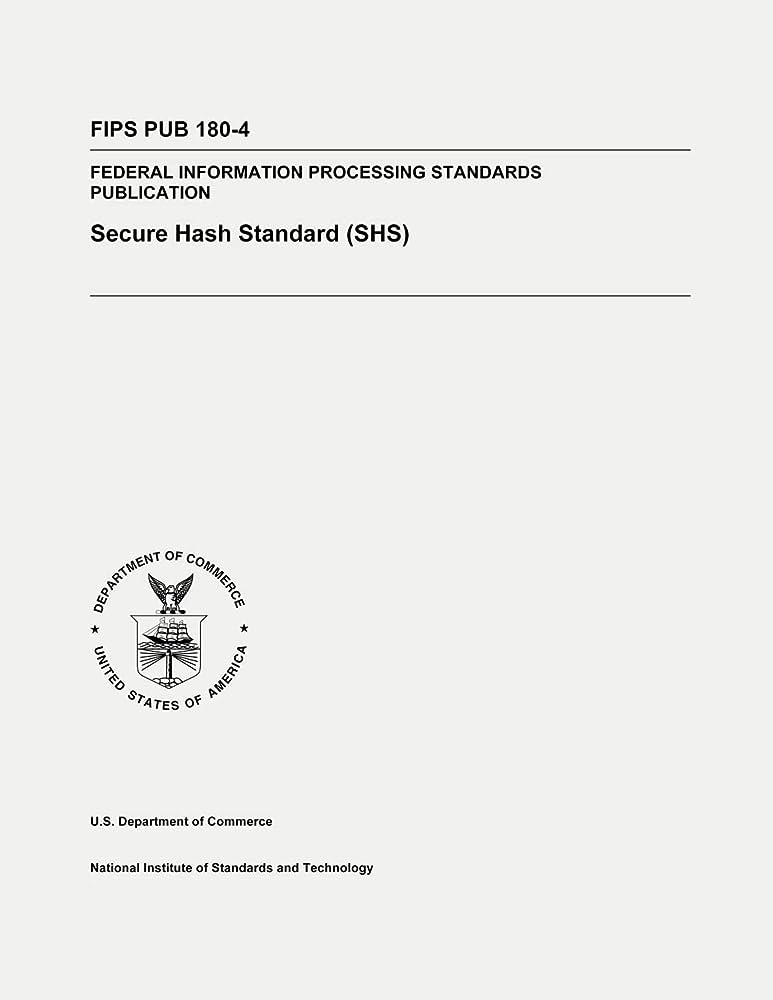 FIPS PUB 180-4
FEDERAL INFORMATION PROCESSING STANDARDS
PUBLICATION
Secure Hash Standard (SHS)
DEPARTMENT OF COMMERCE
★ ★
UNITED STATES OF AMERICA
U.S. Department of Commerce
National Institute of Standards and Technology